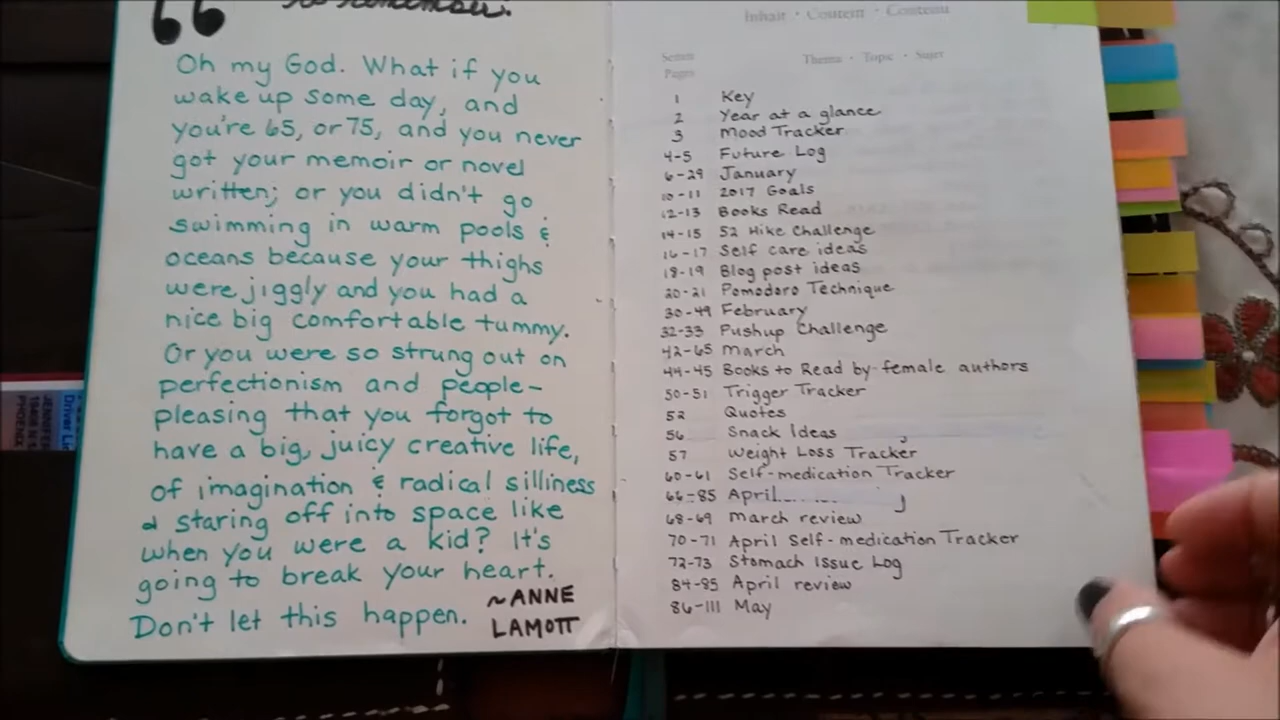 to remember.
Oh my God. What if you
wake up some day, and
you're 65, or 75, and you never
got your memoir or novel
written; or you didn't go
swimming in warm pools &
oceans because your thighs
were jiggly and you had a
nice big comfortable tummy.
Or you were so strung out on
perfectionism and people-
pleasing that you forgot to
have a big, juicy creative life,
of imagination & radical silliness
& staring off into space like
when you were a kid? It's
going to break your heart.
Don't let this happen.
~ANNE
LAMOTT
Inhalt · Content · Contenu
Seiten
Pages
Thema · Topic · Sujet
1 Key
2 Year at a glance
3 Mood Tracker
4-5 Future Log
6-29 January
10-11 2017 Goals
12-13 Books Read
14-15 52 Hike Challenge
16-17 Self care ideas
18-19 Blog post ideas
20-21 Pomodoro Technique
30-49 February
32-33 Pushup Challenge
42-65 March
44-45 Books to Read by female authors
50-51 Trigger Tracker
52 Quotes
56 Snack Ideas
57 Weight Loss Tracker
60-61 Self-medication Tracker
66-85 April
68-69 March review
70-71 April Self-medication Tracker
72-73 Stomach Issue Log
84-85 April review
86-111 May
Driver Li
JENNIFE
PHOENI